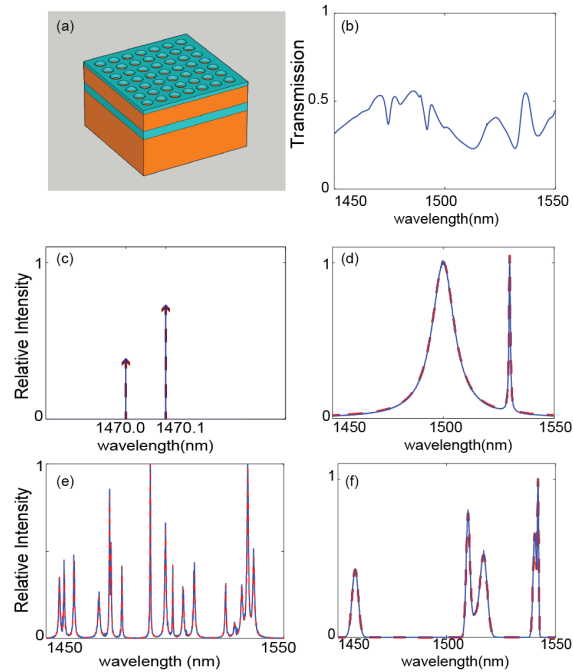 (a)
(b)
Transmission
1
0.5
0
1450
1500
1550
wavelength(nm)
(c)
Relative Intensity
1
0
1470.0
1470.1
wavelength(nm)
(d)
1
0
1450
1500
1550
wavelength(nm)
(e)
Relative Intensity
1
0
1450
1550
wavelength (nm)
(f)
1
0
1450
1500
1550
wavelength(nm)